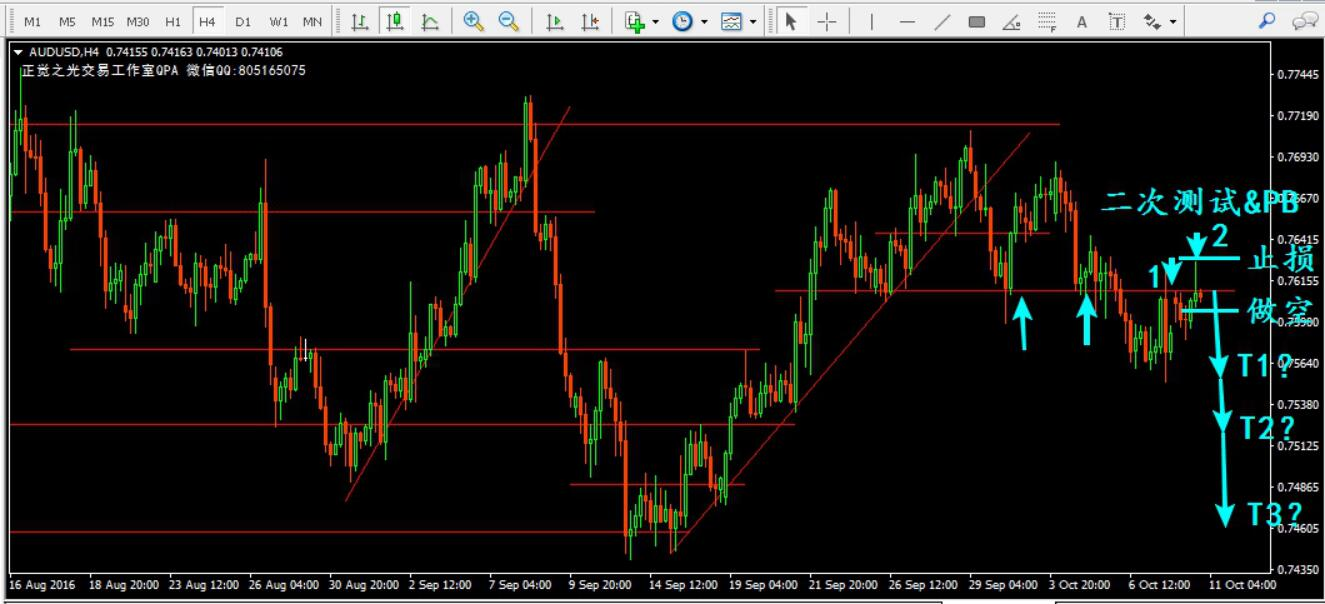 M1 M5 M15 M30 H1 H4 D1 W1 MN A T F
AUDUSD,H4 0.74155 0.74163 0.74013 0.74106
正觉之光交易工作室QPA 微信QQ:805165075
0.77445
0.77190
0.76930
二次测试&PB
2
0.76415
止损
1
0.76155
做空
T1?
0.75380
T2?
0.75125
0.74865
T3?
0.74605
0.74350
16 Aug 2016 18 Aug 20:00 23 Aug 12:00 26 Aug 04:00 30 Aug 20:00 2 Sep 12:00 7 Sep 04:00 9 Sep 20:00 14 Sep 12:00 19 Sep 04:00 21 Sep 20:00 26 Sep 12:00 29 Sep 04:00 3 Oct 20:00 6 Oct 12:00 11 Oct 04:00